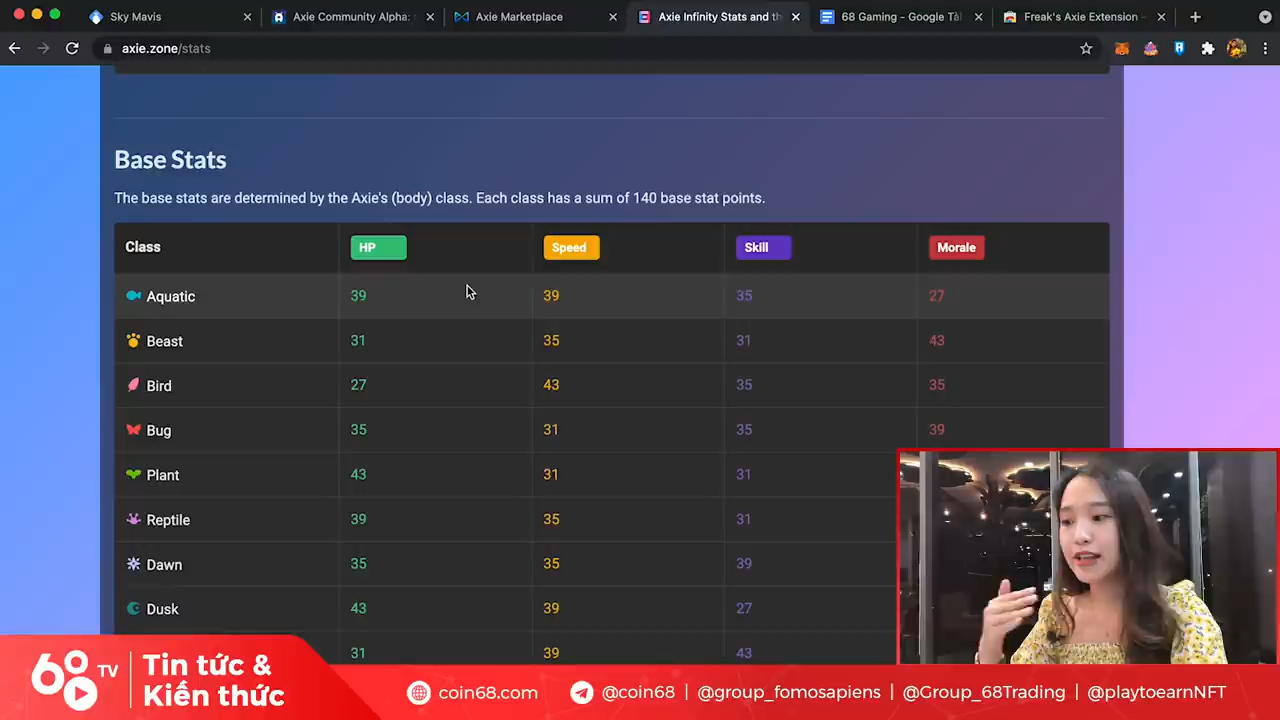 Sky Mavis
Axie Community Alpha:
Axie Marketplace
Axie Infinity Stats and th
68 Gaming - Google Tài
Freak's Axie Extension -
axie.zone/stats
Base Stats
The base stats are determined by the Axie's (body) class. Each class has a sum of 140 base stat points.
Class HP Speed Skill Morale
Aquatic 39 39 35 27
Beast 31 35 31 43
Bird 27 43 35 35
Bug 35 31 35 39
Plant 43 31 31
Reptile 39 35 31
Dawn 35 35 39
Dusk 43 39 27
31 39 43
68 TV
Tin tức &
Kiến thức
coin68.com | @coin68 | @group_fomosapiens | @Group_68Trading | @playtoearnNFT